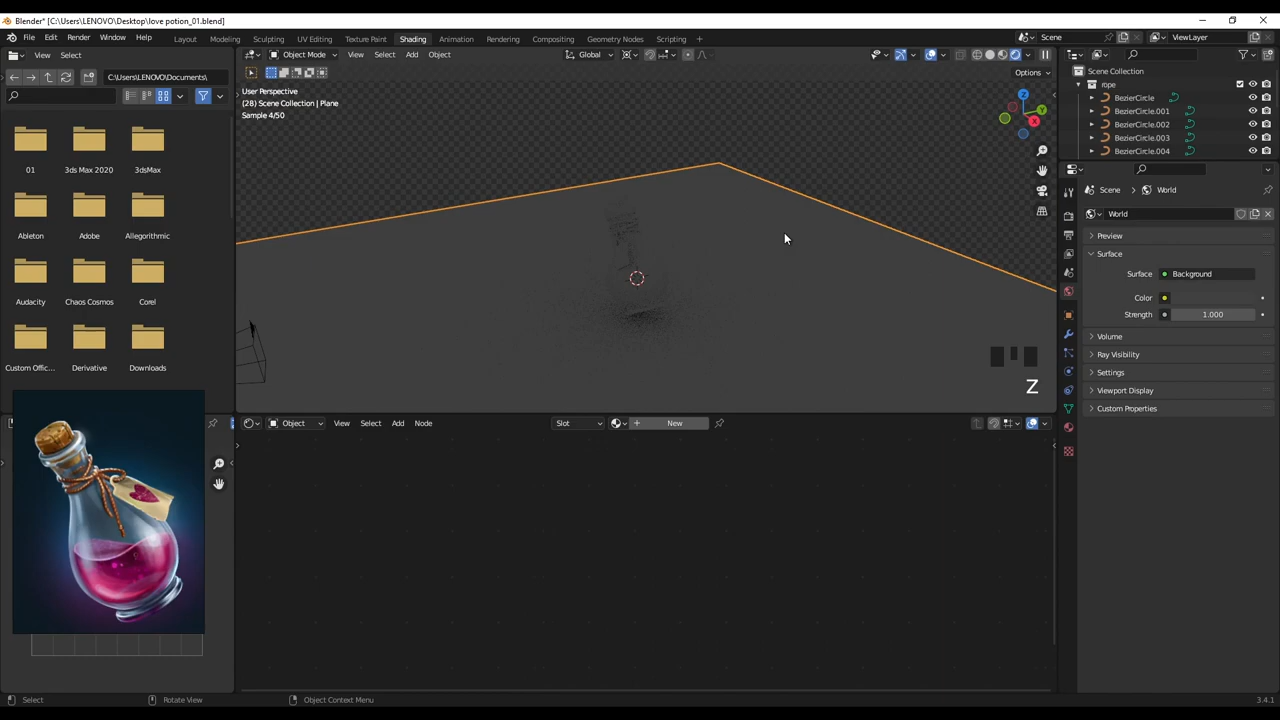 Blender* [C:\Users\LENOVO\Desktop\love potion_01.blend]
File Edit Render Window Help Layout Modeling Sculpting UV Editing Texture Paint Shading Animation Rendering Compositing Geometry Nodes Scripting + Scene ViewLayer
View Select Object Mode View Select Add Object Global
C:\Users\LENOVO\Documents\ Options
Scene Collection
rope
BezierCircle
BezierCircle.001
BezierCircle.002
BezierCircle.003
BezierCircle.004
User Perspective
(28) Scene Collection | Plane
Sample 4/50
Z X Y
01 3ds Max 2020 3dsMax
Ableton Adobe Allegorithmic
Audacity Chaos Cosmos Corel
Custom Offic... Derivative Downloads
Scene > World
World
Preview
Surface
Surface Background
Color
Strength 1.000
Volume
Ray Visibility
Settings
Viewport Display
Custom Properties
Z
Object View Select Add Node Slot + New
Select Rotate View Object Context Menu 3.4.1